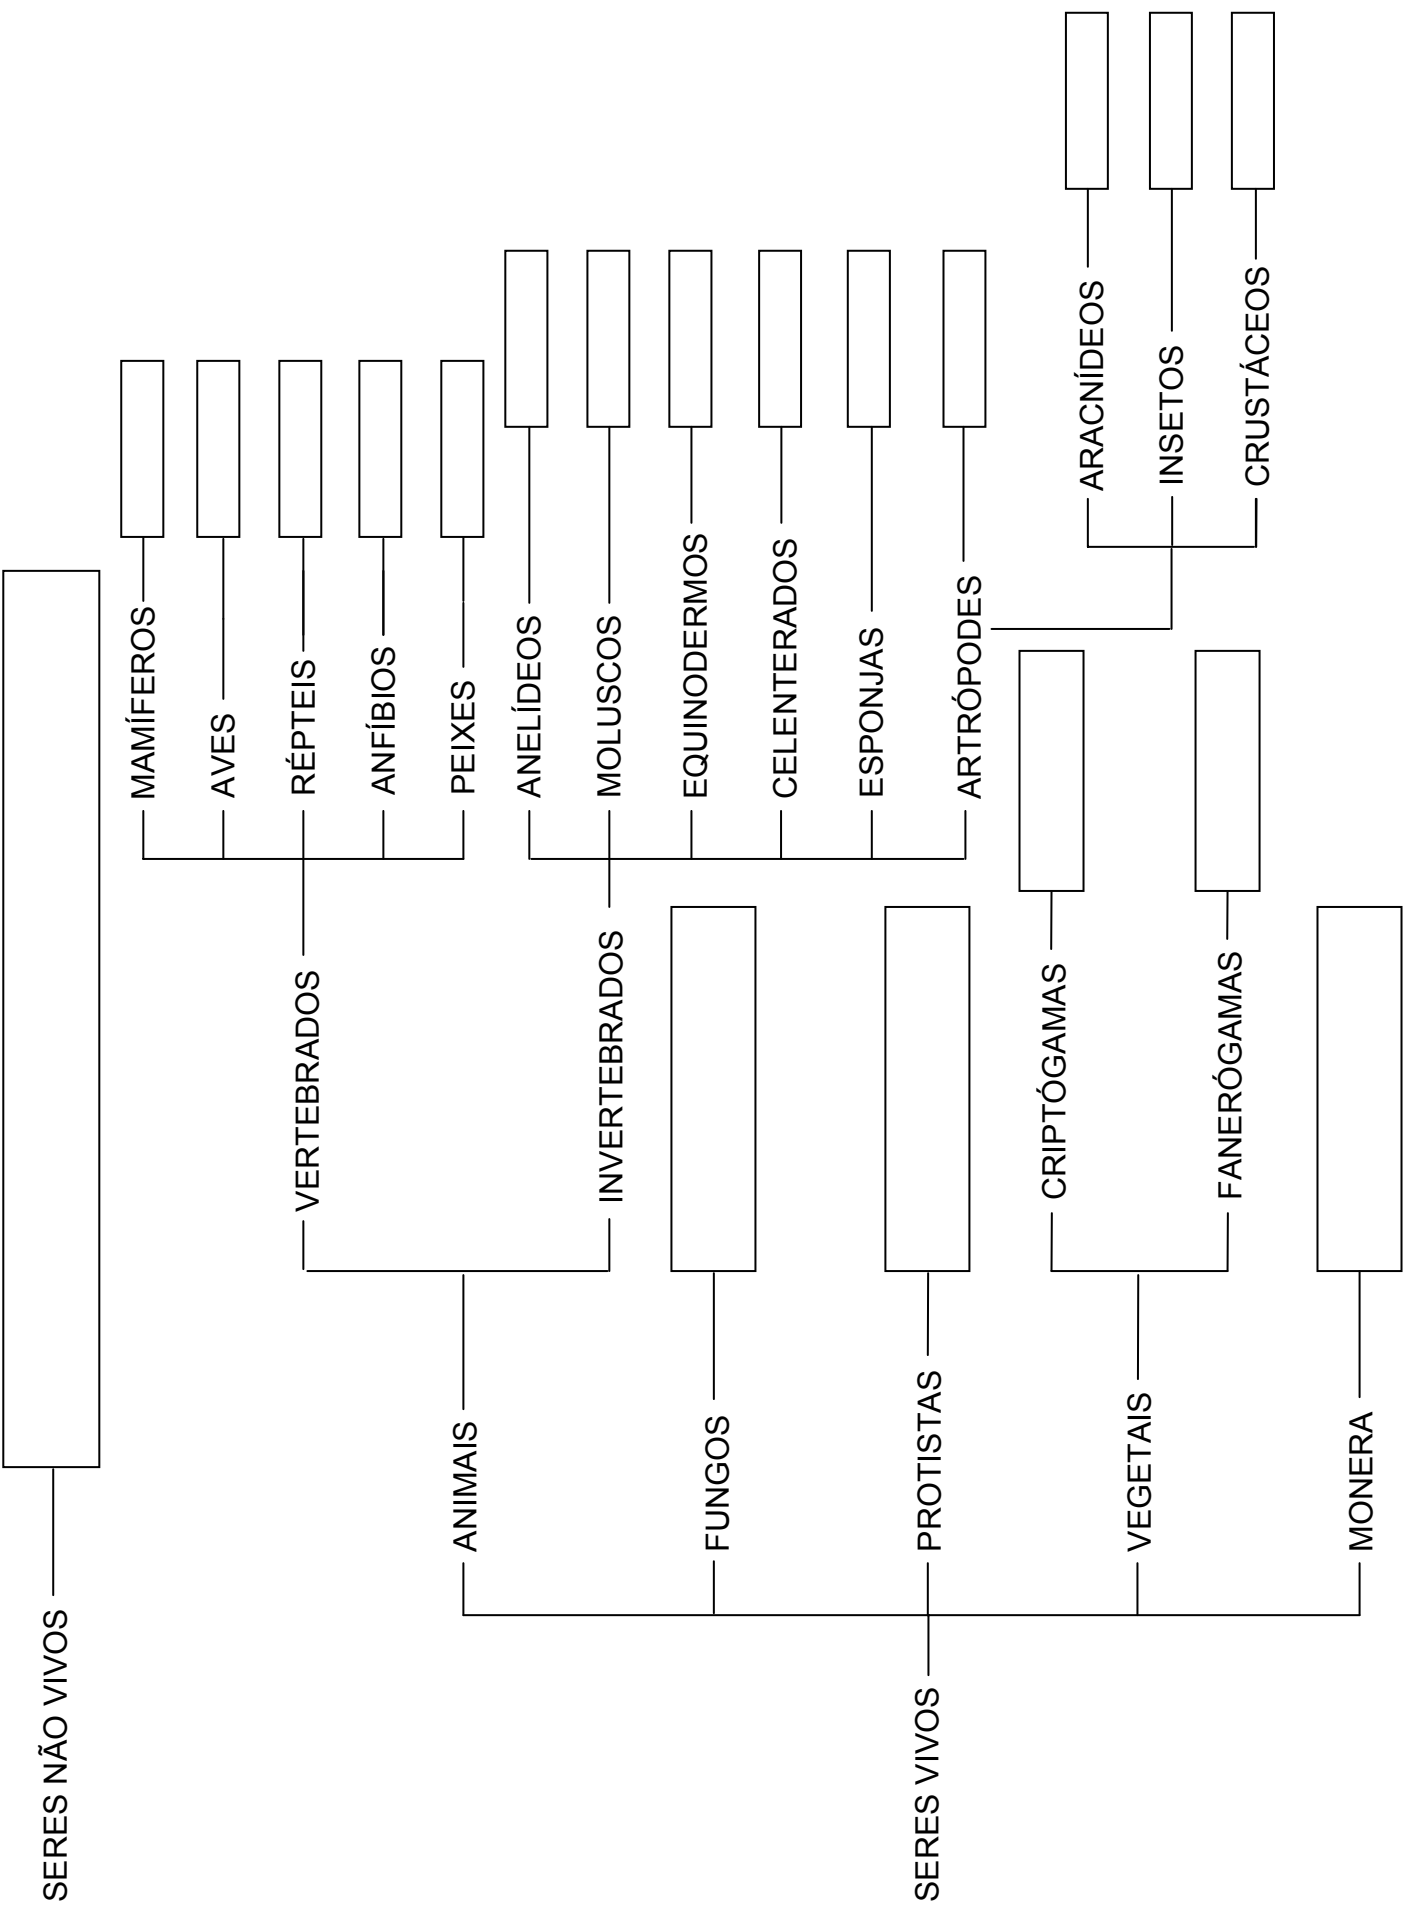 SERES NÃO VIVOS
SERES VIVOS
ANIMAIS
VERTEBRADOS
MAMÍFEROS
AVES
RÉPTEIS
ANFÍBIOS
PEIXES
INVERTEBRADOS
ANELÍDEOS
MOLUSCOS
EQUINODERMOS
CELENTERADOS
ESPONJAS
ARTRÓPODES
ARACNÍDEOS
INSETOS
CRUSTÁCEOS
FUNGOS
PROTISTAS
VEGETAIS
CRIPTÓGAMAS
FANERÓGAMAS
MONERA